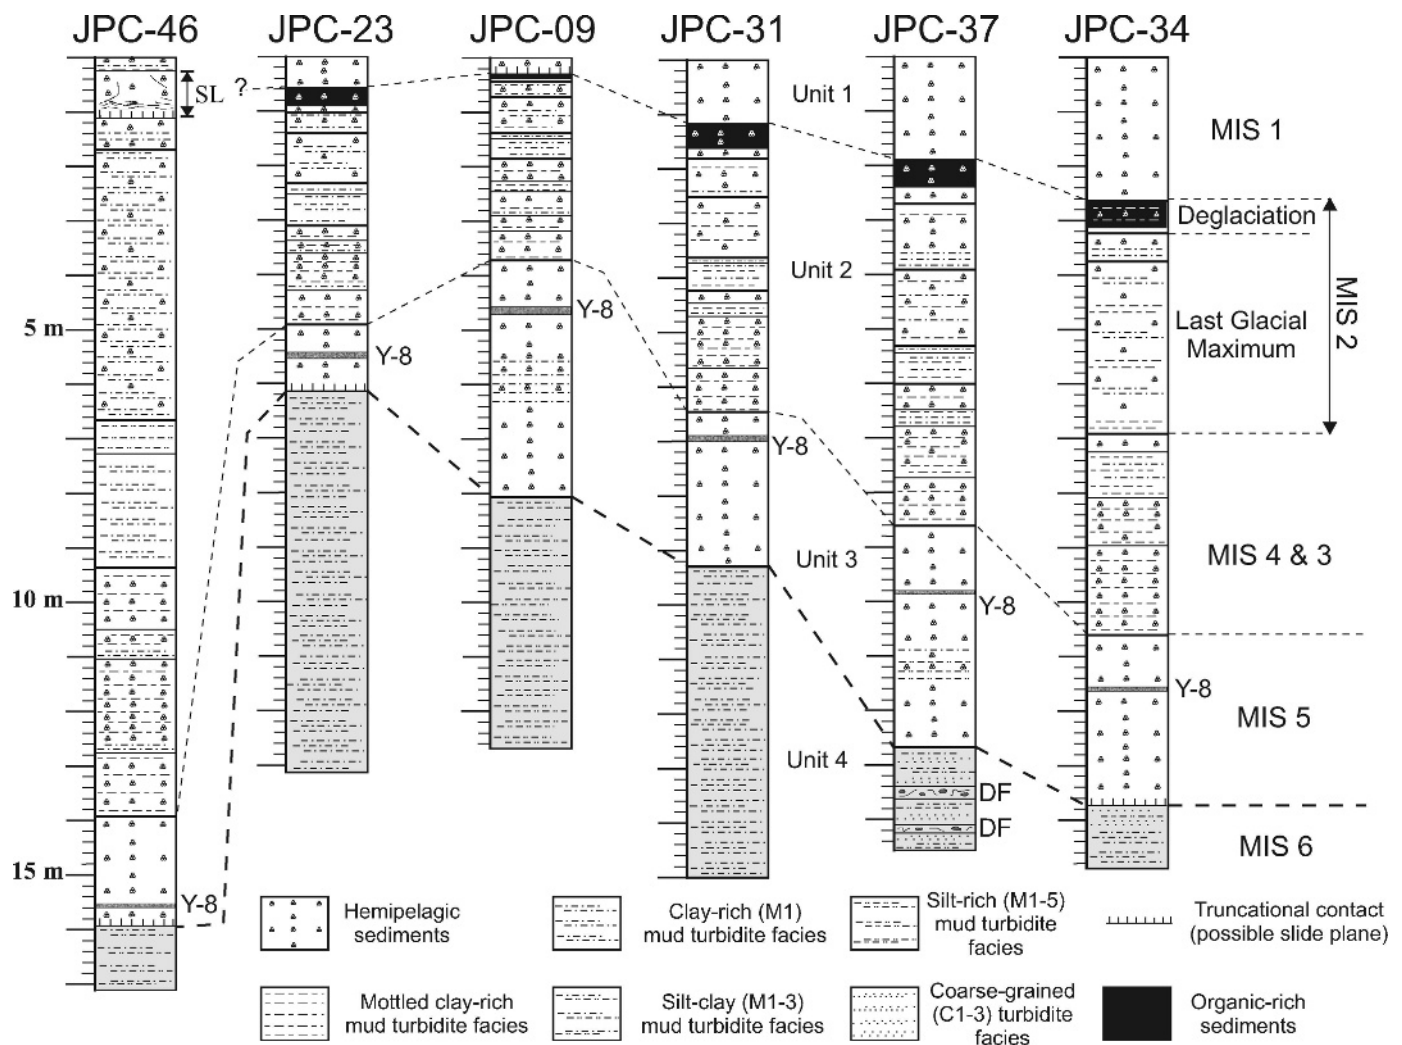 JPC-46 JPC-23 JPC-09 JPC-31 JPC-37 JPC-34
SL ?
Unit 1
MIS 1
Deglaciation
Unit 2
MIS 2
5 m
Y-8
Y-8
Last Glacial
Maximum
Y-8
Unit 3
MIS 4 & 3
10 m
Y-8
Y-8
MIS 5
Unit 4
DF
DF
MIS 6
15 m
Y-8
Hemipelagic
sediments
Clay-rich (M1)
mud turbidite facies
Silt-rich (M1-5)
mud turbidite
facies
Truncational contact
(possible slide plane)
Mottled clay-rich
mud turbidite facies
Silt-clay (M1-3)
mud turbidite facies
Coarse-grained
(C1-3) turbidite
facies
Organic-rich
sediments